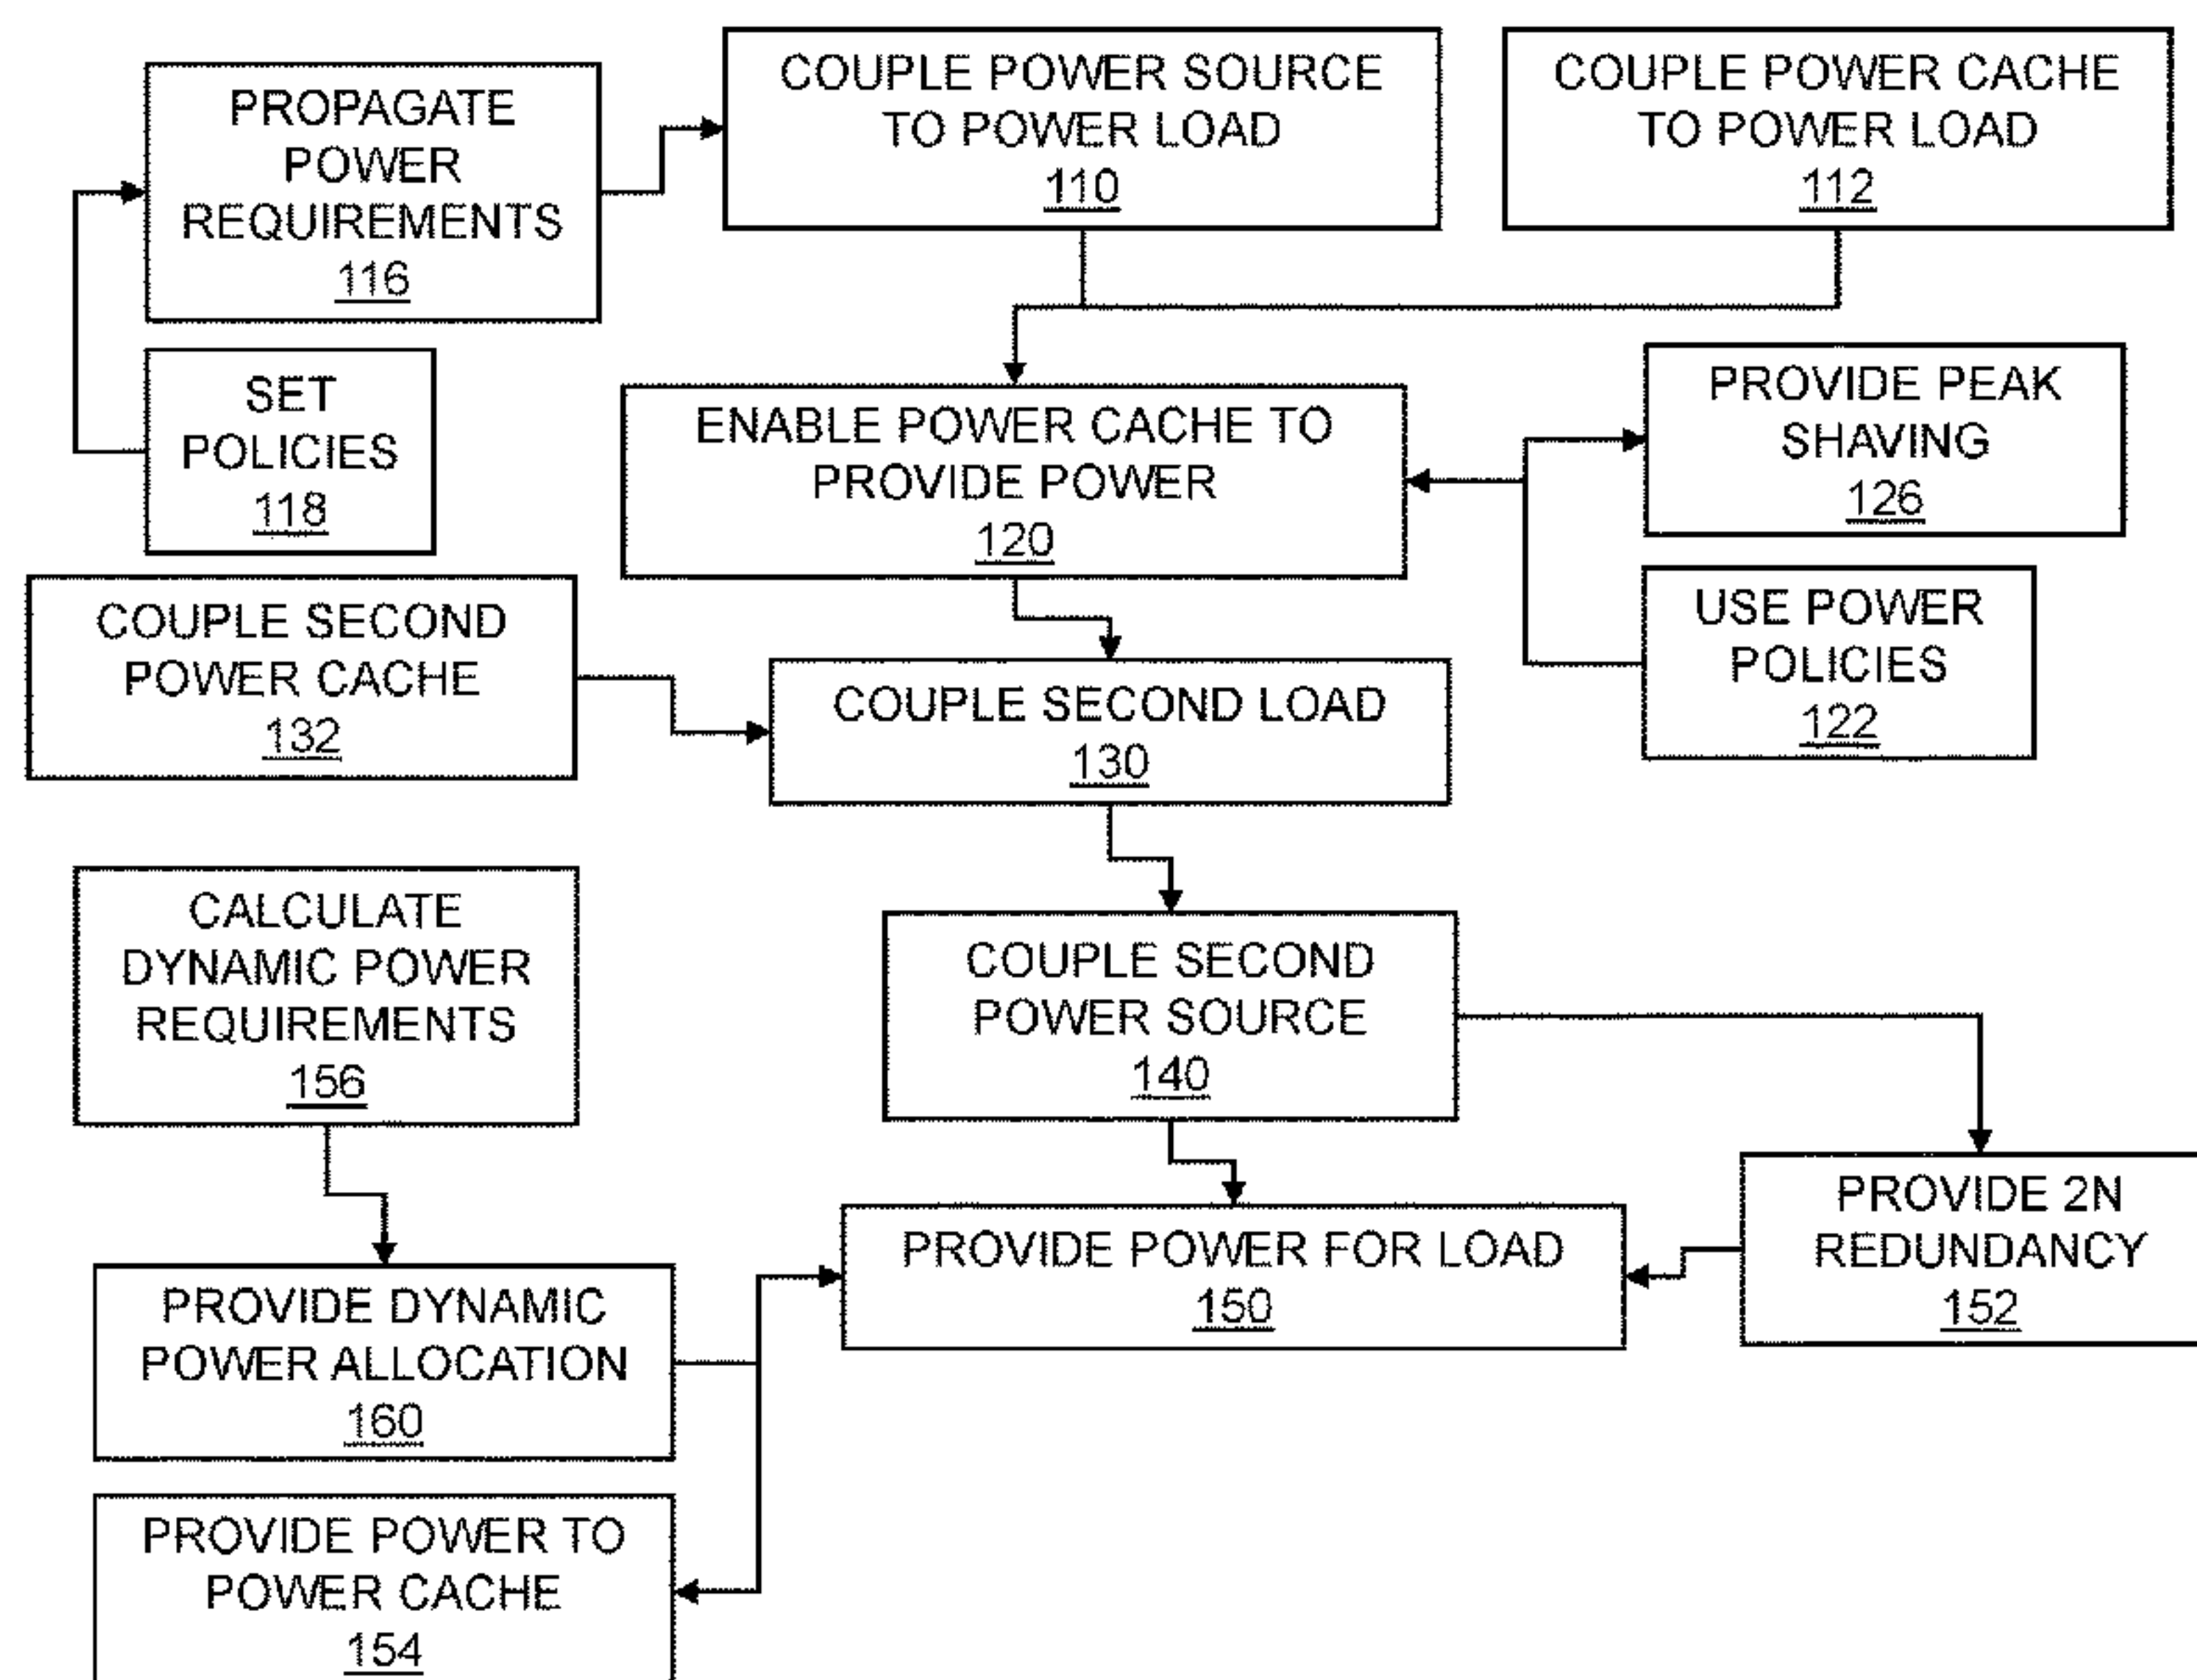 COUPLE POWER SOURCE
TO POWER LOAD
110
COUPLE POWER CACHE
TO POWER LOAD
112
PROPAGATE
POWER
REQUIREMENTS
116
SET
POLICIES
118
ENABLE POWER CACHE TO
PROVIDE POWER
120
PROVIDE PEAK
SHAVING
126
USE POWER
POLICIES
122
COUPLE SECOND
POWER CACHE
132
COUPLE SECOND LOAD
130
CALCULATE
DYNAMIC POWER
REQUIREMENTS
156
COUPLE SECOND
POWER SOURCE
140
PROVIDE 2N
REDUNDANCY
152
PROVIDE POWER FOR LOAD
150
PROVIDE DYNAMIC
POWER ALLOCATION
160
PROVIDE POWER TO
POWER CACHE
154